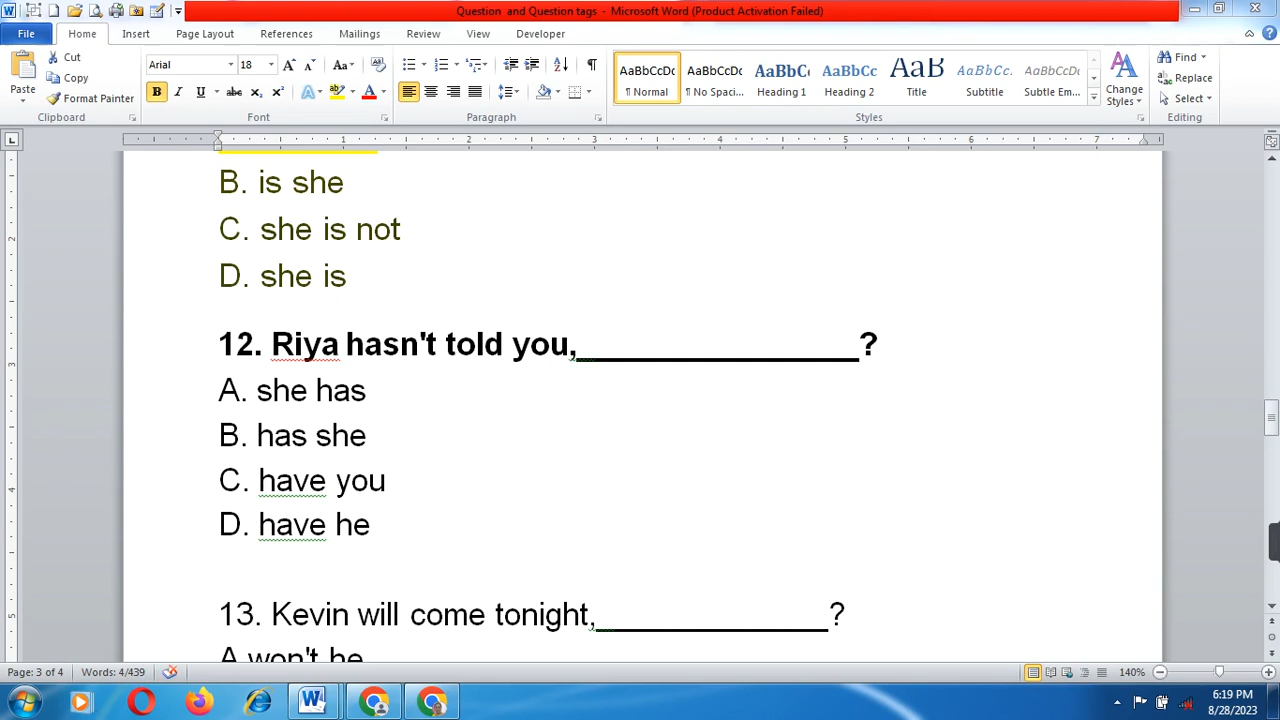 Question and Question tags - Microsoft Word (Product Activation Failed)
File Home Insert Page Layout References Mailings Review View Developer
Cut
Copy
Format Painter
Paste
Clipboard
Arial 18
Font
Paragraph
AaBbCcDc AaBbCcDc AaBbC AaBbCc AaB AaBbCc. AaBbCcDc
¶ Normal ¶ No Spaci... Heading 1 Heading 2 Title Subtitle Subtle Em...
Styles
Change Styles
Find
Replace
Select
Editing
B. is she
C. she is not
D. she is
12. Riya hasn't told you,________________?
A. she has
B. has she
C. have you
D. have he
13. Kevin will come tonight,______________?
A won't he
Page: 3 of 4 Words: 4/439 140%
6:19 PM
8/28/2023